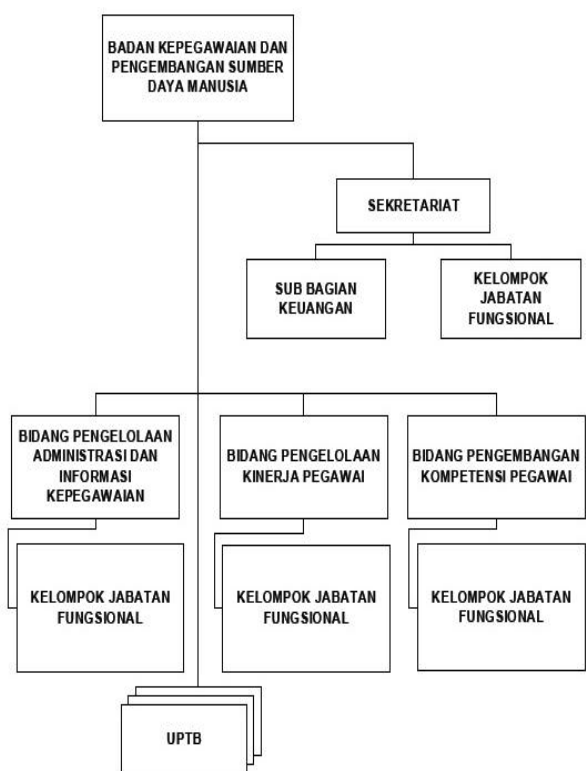 BADAN KEPEGAWAIAN DAN
PENGEMBANGAN SUMBER
DAYA MANUSIA
SEKRETARIAT
SUB BAGIAN
KEUANGAN
KELOMPOK
JABATAN
FUNGSIONAL
BIDANG PENGELOLAAN
ADMINISTRASI DAN
INFORMASI
KEPEGAWAIAN
BIDANG PENGELOLAAN
KINERJA PEGAWAI
BIDANG PENGEMBANGAN
KOMPETENSI PEGAWAI
KELOMPOK JABATAN
FUNGSIONAL
KELOMPOK JABATAN
FUNGSIONAL
KELOMPOK JABATAN
FUNGSIONAL
UPTB